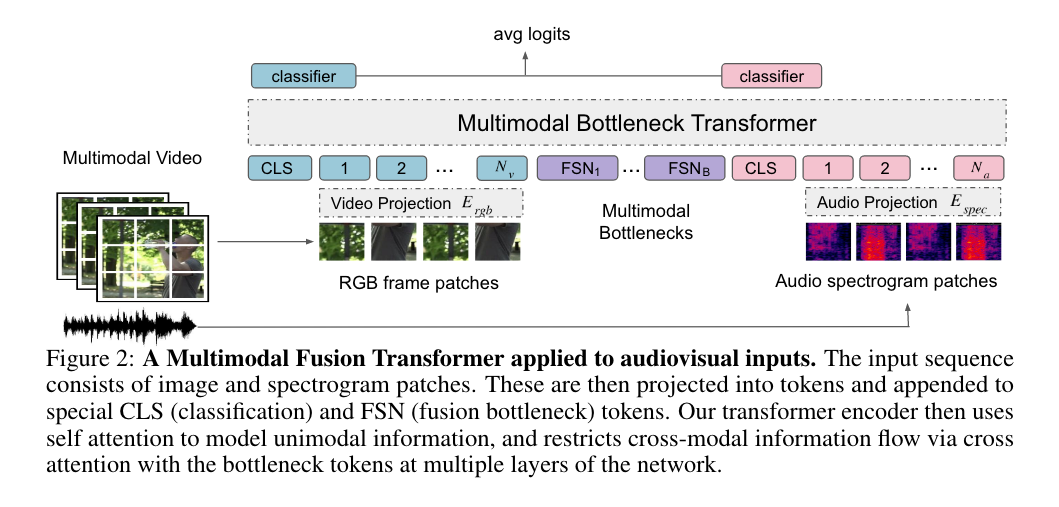 avg logits
classifier
classifier
Multimodal Bottleneck Transformer
Multimodal Video
CLS 1 2 ... N_v FSN_1 ... FSN_B CLS 1 2 ... N_a
Video Projection E_rgb
Multimodal
Bottlenecks
Audio Projection E_spec
RGB frame patches
Audio spectrogram patches
Figure 2: A Multimodal Fusion Transformer applied to audiovisual inputs. The input sequence
consists of image and spectrogram patches. These are then projected into tokens and appended to
special CLS (classification) and FSN (fusion bottleneck) tokens. Our transformer encoder then uses
self attention to model unimodal information, and restricts cross-modal information flow via cross
attention with the bottleneck tokens at multiple layers of the network.